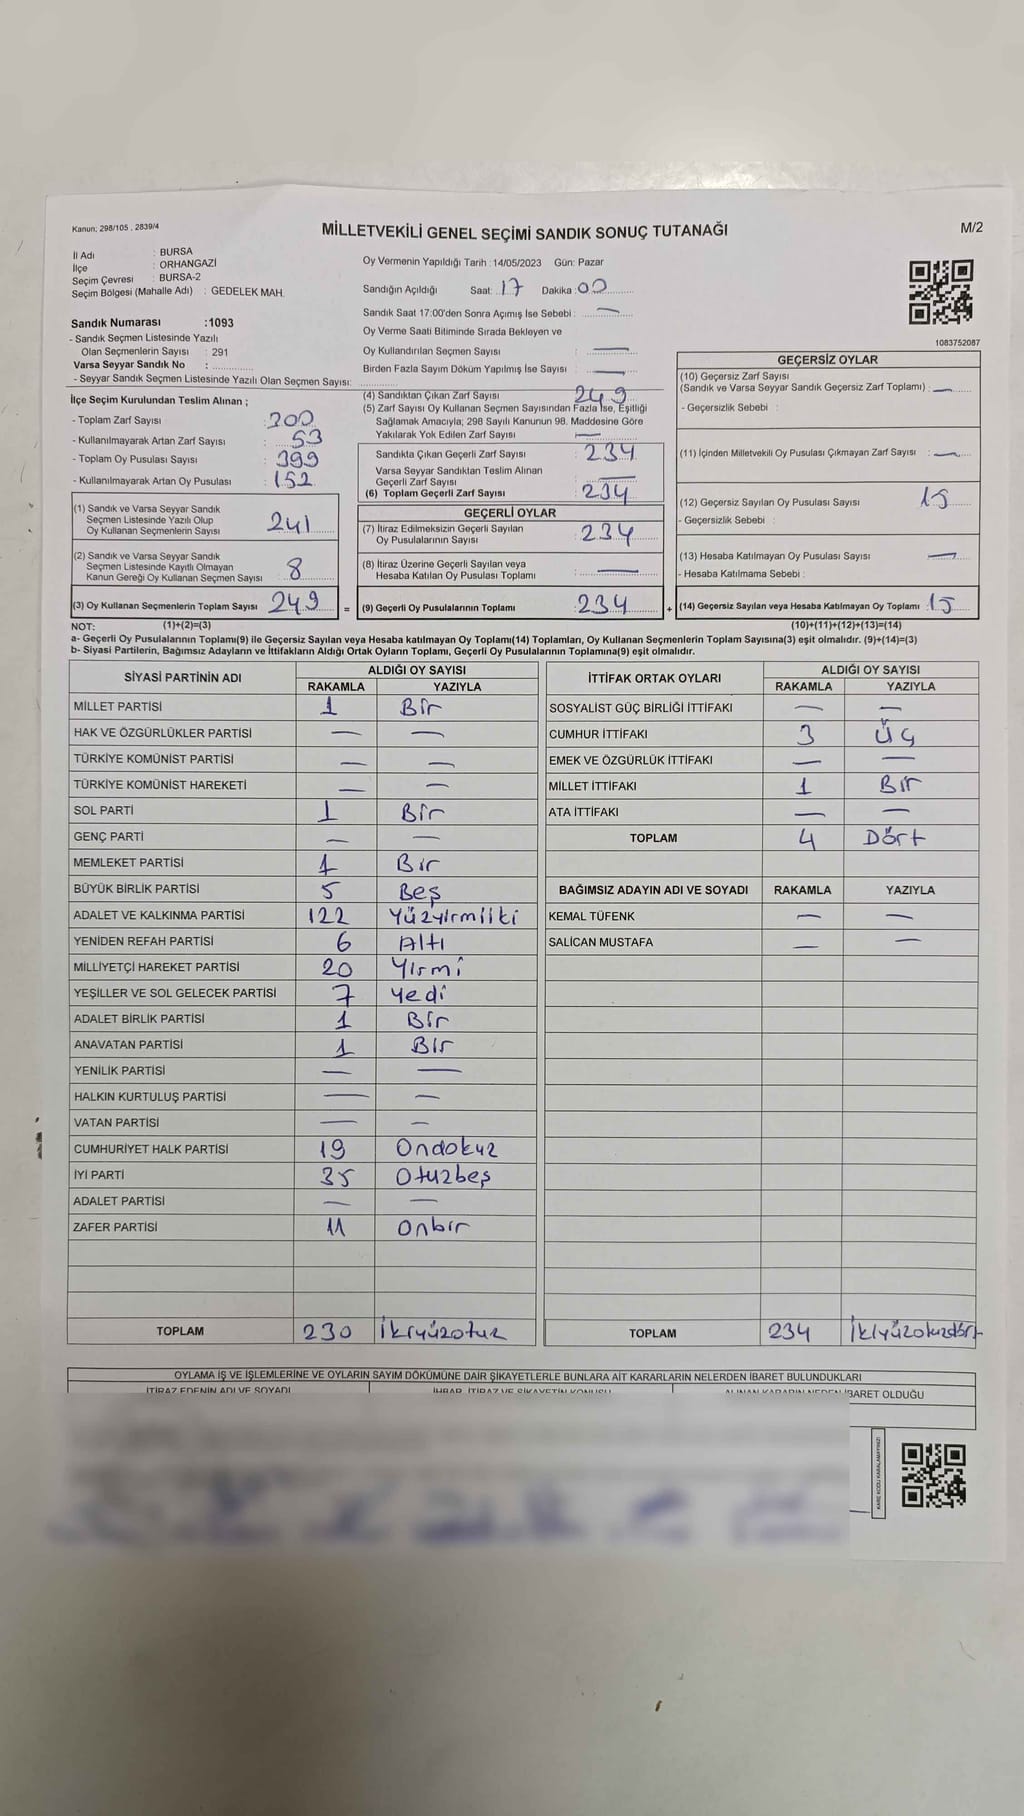 Kanun; 298/105 , 2839/4
MİLLETVEKİLİ GENEL SEÇİMİ SANDIK SONUÇ TUTANAĞI
M/2
İl Adı : BURSA
İlçe : ORHANGAZİ
Seçim Çevresi : BURSA-2
Seçim Bölgesi (Mahalle Adı) : GEDELEK MAH.
Oy Vermenin Yapıldığı Tarih :14/05/2023 Gün: Pazar
Sandığın Açıldığı Saat: 17 Dakika: 00
Sandık Saat 17:00'den Sonra Açımış İse Sebebi : —
Oy Verme Saati Bitiminde Sırada Bekleyen ve
Oy Kullandırılan Seçmen Sayısı : —
Birden Fazla Sayım Döküm Yapılmış İse Sayısı : —
Sandık Numarası :1093
- Sandık Seçmen Listesinde Yazılı
Olan Seçmenlerin Sayısı : 291
Varsa Seyyar Sandık No :
- Seyyar Sandık Seçmen Listesinde Yazılı Olan Seçmen Sayısı:
İlçe Seçim Kurulundan Teslim Alınan ;
- Toplam Zarf Sayısı : 300
- Kullanılmayarak Artan Zarf Sayısı : 53
- Toplam Oy Pusulası Sayısı : 399
- Kullanılmayarak Artan Oy Pusulası : 152
(1) Sandık ve Varsa Seyyar Sandık
Seçmen Listesinde Yazılı Olup
Oy Kullanan Seçmenlerin Sayısı : 241
(2) Sandık ve Varsa Seyyar Sandık
Seçmen Listesinde Kayıtlı Olmayan
Kanun Gereği Oy Kullanan Seçmen Sayısı : 8
(3) Oy Kullanan Seçmenlerin Toplam Sayısı : 249 =
(4) Sandıktan Çıkan Zarf Sayısı : 249
(5) Zarf Sayısı Oy Kullanan Seçmen Sayısından Fazla İse, Eşitliği
Sağlamak Amacıyla; 298 Sayılı Kanunun 98. Maddesine Göre
Yakılarak Yok Edilen Zarf Sayısı : —
Sandıkta Çıkan Geçerli Zarf Sayısı : 234
Varsa Seyyar Sandıktan Teslim Alınan
Geçerli Zarf Sayısı : —
(6) Toplam Geçerli Zarf Sayısı : 234
GEÇERLİ OYLAR
(7) İtiraz Edilmeksizin Geçerli Sayılan
Oy Pusulalarının Sayısı : 234
(8) İtiraz Üzerine Geçerli Sayılan veya
Hesaba Katılan Oy Pusulası Toplamı : —
(9) Geçerli Oy Pusulalarının Toplamı : 234 +
1083752087
GEÇERSİZ OYLAR
(10) Geçersiz Zarf Sayısı
(Sandık ve Varsa Seyyar Sandık Geçersiz Zarf Toplamı) : —
- Geçersizlik Sebebi :
(11) İçinden Milletvekili Oy Pusulası Çıkmayan Zarf Sayısı : —
(12) Geçersiz Sayılan Oy Pusulası Sayısı : 15
- Geçersizlik Sebebi :
(13) Hesaba Katılmayan Oy Pusulası Sayısı : —
- Hesaba Katılmama Sebebi :
(14) Geçersiz Sayılan veya Hesaba Katılmayan Oy Toplamı : 15
NOT: (1)+(2)=(3)
(10)+(11)+(12)+(13)=(14)
a- Geçerli Oy Pusulalarının Toplamı(9) ile Geçersiz Sayılan veya Hesaba katılmayan Oy Toplamı(14) Toplamları, Oy Kullanan Seçmenlerin Toplam Sayısına(3) eşit olmalıdır. (9)+(14)=(3)
b- Siyasi Partilerin, Bağımsız Adayların ve İttifakların Aldığı Ortak Oyların Toplamı, Geçerli Oy Pusulalarının Toplamına(9) eşit olmalıdır.
SİYASİ PARTİNİN ADI
ALDIĞI OY SAYISI
RAKAMLA YAZIYLA
MİLLET PARTİSİ 1 Bir
HAK VE ÖZGÜRLÜKLER PARTİSİ — —
TÜRKİYE KOMÜNİST PARTİSİ — —
TÜRKİYE KOMÜNİST HAREKETİ — —
SOL PARTİ 1 Bir
GENÇ PARTİ — —
MEMLEKET PARTİSİ 1 Bir
BÜYÜK BİRLİK PARTİSİ 5 Beş
ADALET VE KALKINMA PARTİSİ 122 Yüzyirmiiki
YENİDEN REFAH PARTİSİ 6 Altı
MİLLİYETÇİ HAREKET PARTİSİ 20 Yirmi
YEŞİLLER VE SOL GELECEK PARTİSİ 7 Yedi
ADALET BİRLİK PARTİSİ 1 Bir
ANAVATAN PARTİSİ 1 Bir
YENİLİK PARTİSİ — —
HALKIN KURTULUŞ PARTİSİ — —
VATAN PARTİSİ — —
CUMHURİYET HALK PARTİSİ 19 Ondokuz
İYİ PARTİ 35 Otuzbeş
ADALET PARTİSİ — —
ZAFER PARTİSİ 11 Onbir
TOPLAM 230 İkiyüzotuz
İTTİFAK ORTAK OYLARI
ALDIĞI OY SAYISI
RAKAMLA YAZIYLA
SOSYALİST GÜÇ BİRLİĞİ İTTİFAKI — —
CUMHUR İTTİFAKI 3 Üç
EMEK VE ÖZGÜRLÜK İTTİFAKI — —
MİLLET İTTİFAKI 1 Bir
ATA İTTİFAKI — —
TOPLAM 4 Dört
BAĞIMSIZ ADAYIN ADI VE SOYADI RAKAMLA YAZIYLA
KEMAL TÜFENK — —
SALİCAN MUSTAFA — —
TOPLAM 234
OYLAMA İŞ VE İŞLEMLERİNE VE OYLARIN SAYIM DÖKÜMÜNE DAİR ŞİKAYETLERLE BUNLARA AİT KARARLARIN NELERDEN İBARET BULUNDUKLARI
İTİRAZ EDENİN ADI VE SOYADI
İHBAR, İTİRAZ VE ŞİKAYETİN KONUSU
ALINAN KARARIN NEDEN İBARET OLDUĞU